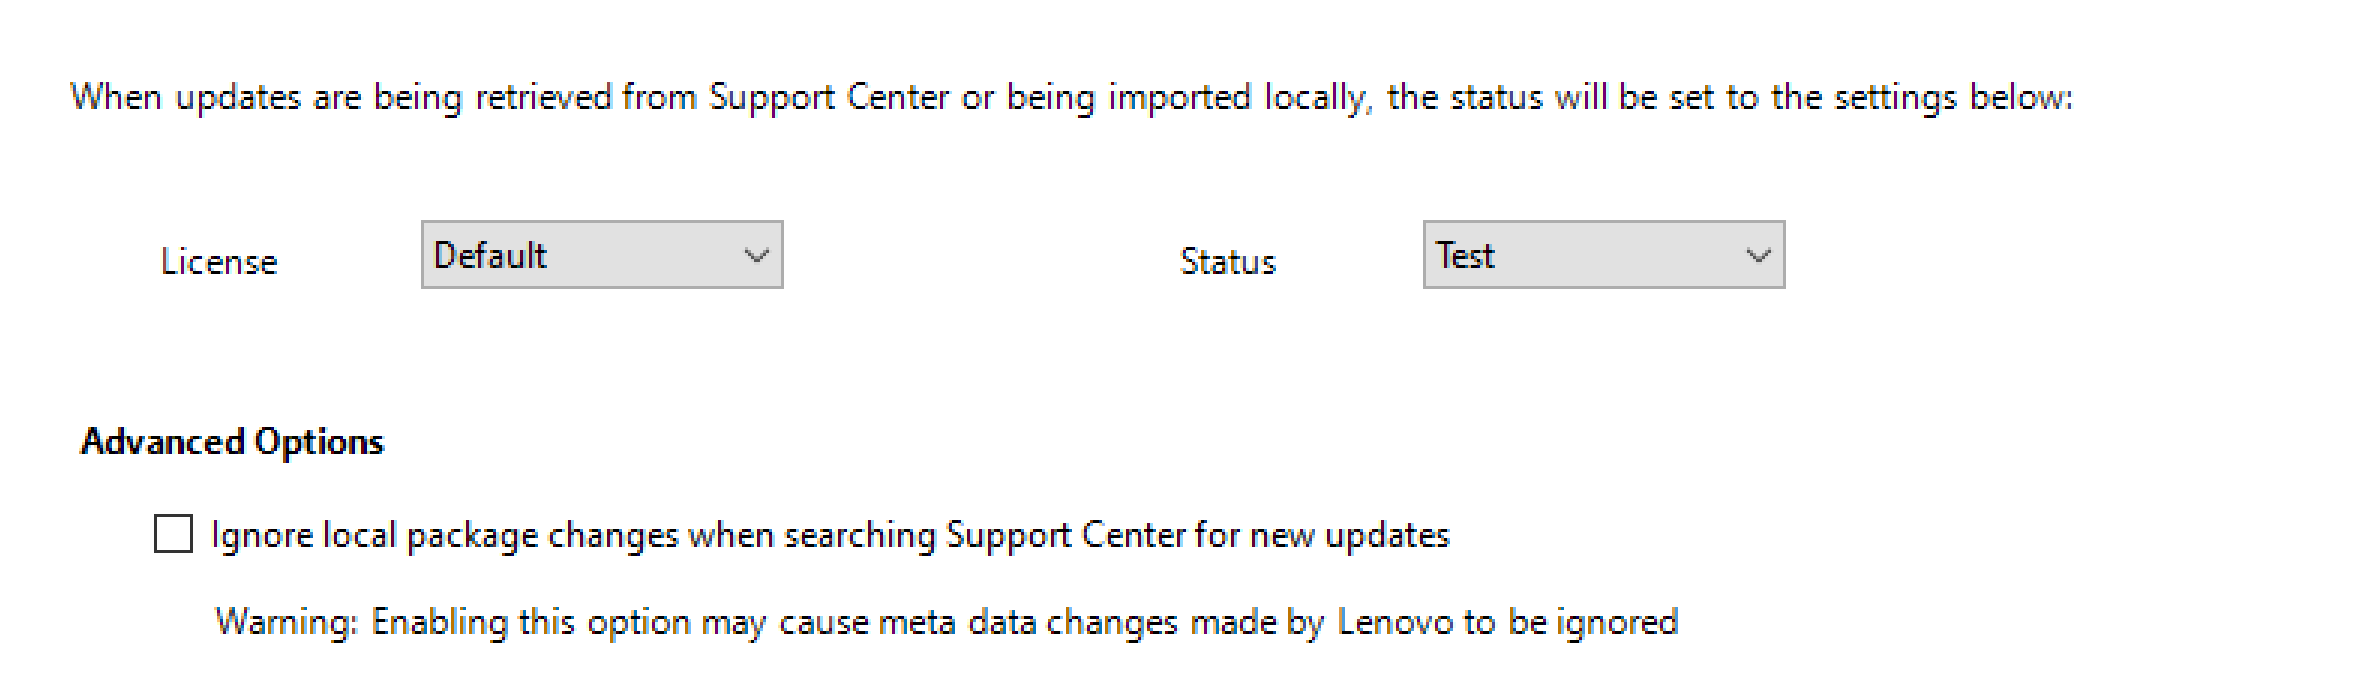 When updates are being retrieved from Support Center or being imported locally, the status will be set to the settings below:
License Default Status Test
Advanced Options
Ignore local package changes when searching Support Center for new updates
Warning: Enabling this option may cause meta data changes made by Lenovo to be ignored